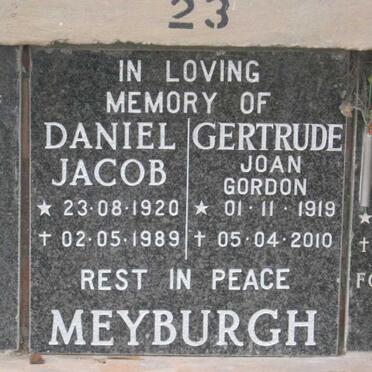 23
IN LOVING
MEMORY OF
DANIEL
JACOB
★ 23·08·1920
† 02·05·1989
GERTRUDE
JOAN
GORDON
★ 01·11·1919
† 05·04·2010
REST IN PEACE
MEYBURGH